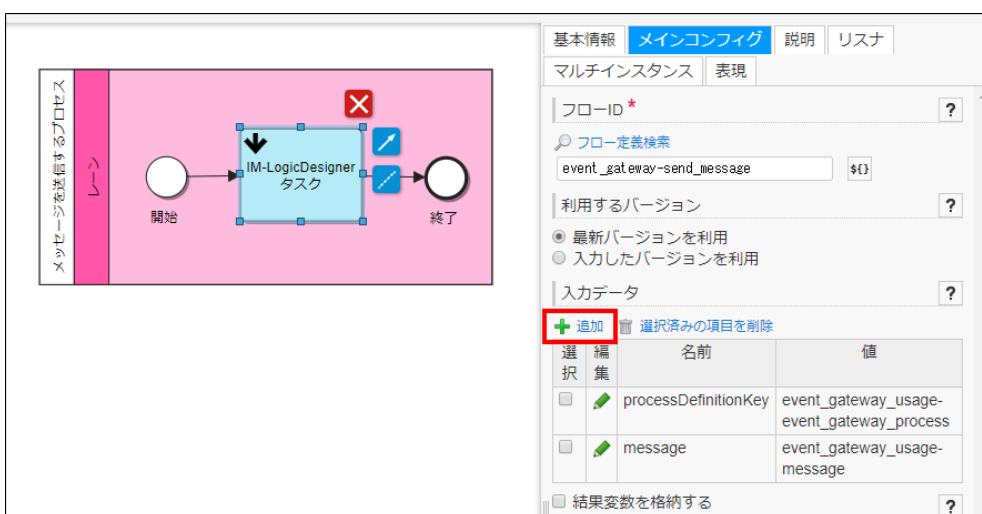 メッセージを送信するプロセス
レーン
開始
IM-LogicDesigner
タスク
終了
基本情報 メインコンフィグ 説明 リスナ
マルチインスタンス 表現
フローID * ?
フロー定義検索
event_gateway-send_message ${}
利用するバージョン ?
最新バージョンを利用
入力したバージョンを利用
入力データ ?
追加 選択済みの項目を削除
選択 編集 名前 値
processDefinitionKey event_gateway_usage-
event_gateway_process
message event_gateway_usage-
message
結果変数を格納する ?